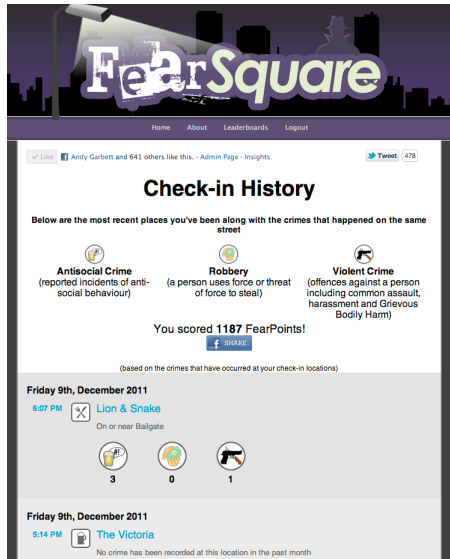 FearSquare
Home About Leaderboards Logout
Like Andy Garbett and 641 others like this. · Admin Page · Insights Tweet 478
Check-in History
Below are the most recent places you've been along with the crimes that happened on the same
street
Antisocial Crime
(reported incidents of anti-
social behaviour)
Robbery
(a person uses force or threat
of force to steal)
Violent Crime
(offences against a person
including common assault,
harassment and Grievous
Bodily Harm)
You scored 1187 FearPoints!
SHARE
(based on the crimes that have occurred at your check-in locations)
Friday 9th, December 2011
6:07 PM Lion & Snake
On or near Bailgate
3 0 1
Friday 9th, December 2011
5:14 PM The Victoria
No crime has been recorded at this location in the past month